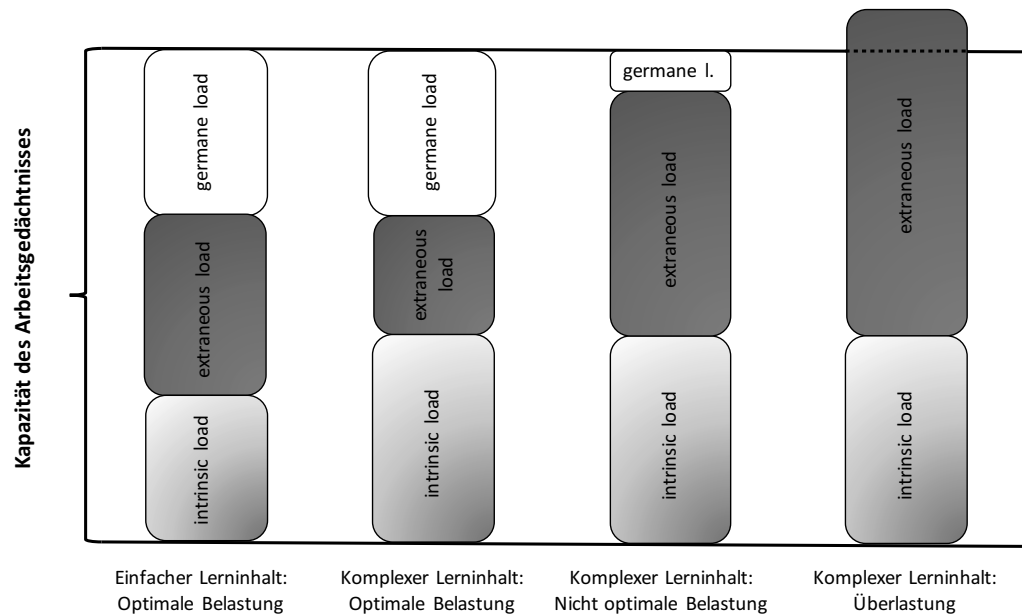 Kapazität des Arbeitsgedächtnisses
germane load
extraneous load
intrinsic load
Einfacher Lerninhalt:
Optimale Belastung
germane load
extraneous
load
intrinsic load
Komplexer Lerninhalt:
Optimale Belastung
germane l.
extraneous load
intrinsic load
Komplexer Lerninhalt:
Nicht optimale Belastung
extraneous load
intrinsic load
Komplexer Lerninhalt:
Überlastung